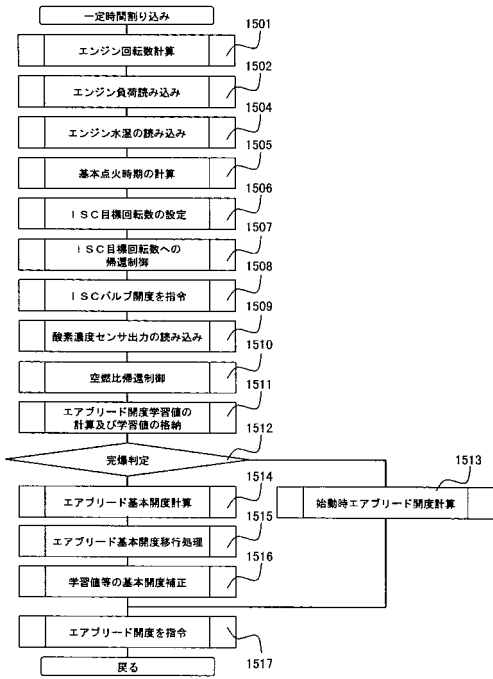 一定時間割り込み
1501
エンジン回転数計算
1502
エンジン負荷読み込み
1504
エンジン水温の読み込み
1505
基本点火時期の計算
1506
ISC目標回転数の設定
1507
ISC目標回転数への
帰還制御
1508
ISCバルブ開度を指令
1509
酸素濃度センサ出力の読み込み
1510
空燃比帰還制御
1511
エアブリード開度学習値の
計算及び学習値の格納
1512
完爆判定
1513
1514
エアブリード基本開度計算
始動時エアブリード開度計算
1515
エアブリード基本開度移行処理
1516
学習値等の基本開度補正
エアブリード開度を指令
1517
戻る